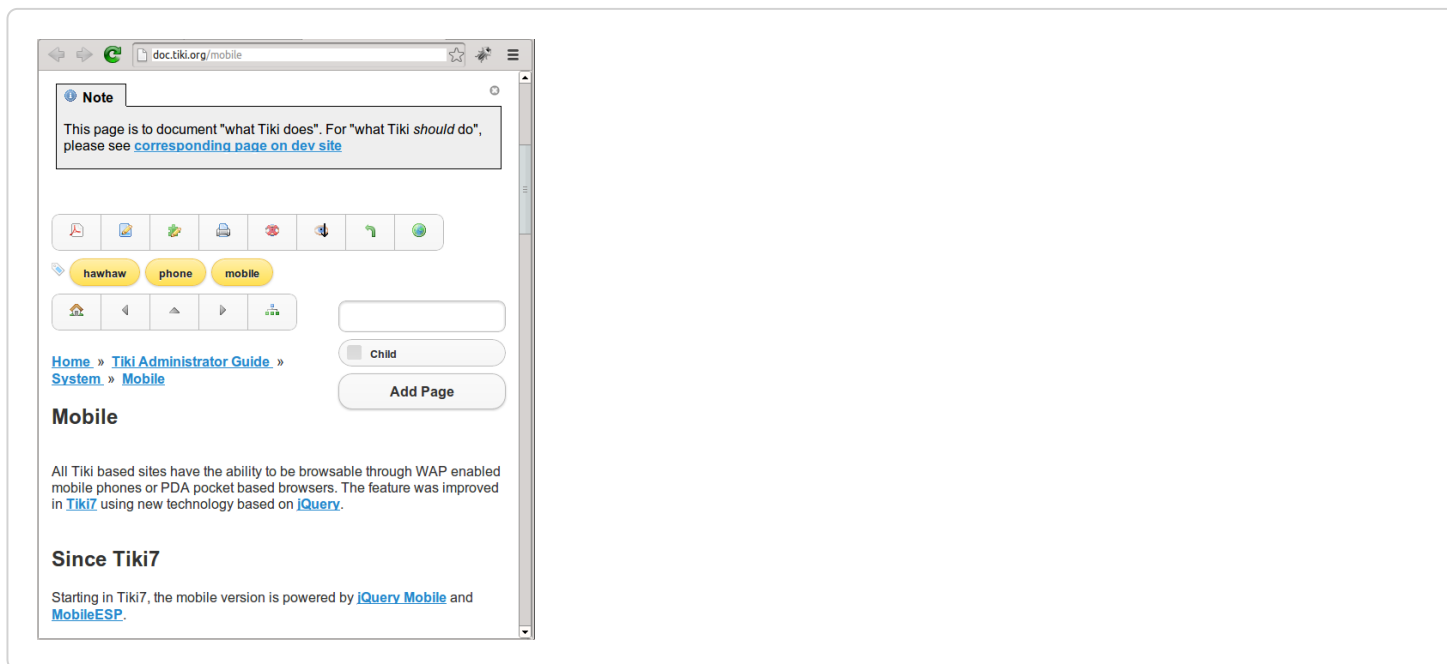 doc.tiki.org/mobile
Note
This page is to document "what Tiki does". For "what Tiki should do",
please see corresponding page on dev site
hawhaw phone mobile
Child
Home » Tiki Administrator Guide »
System » Mobile
Add Page
Mobile
All Tiki based sites have the ability to be browsable through WAP enabled
mobile phones or PDA pocket based browsers. The feature was improved
in Tiki7 using new technology based on jQuery.
Since Tiki7
Starting in Tiki7, the mobile version is powered by jQuery Mobile and
MobileESP.